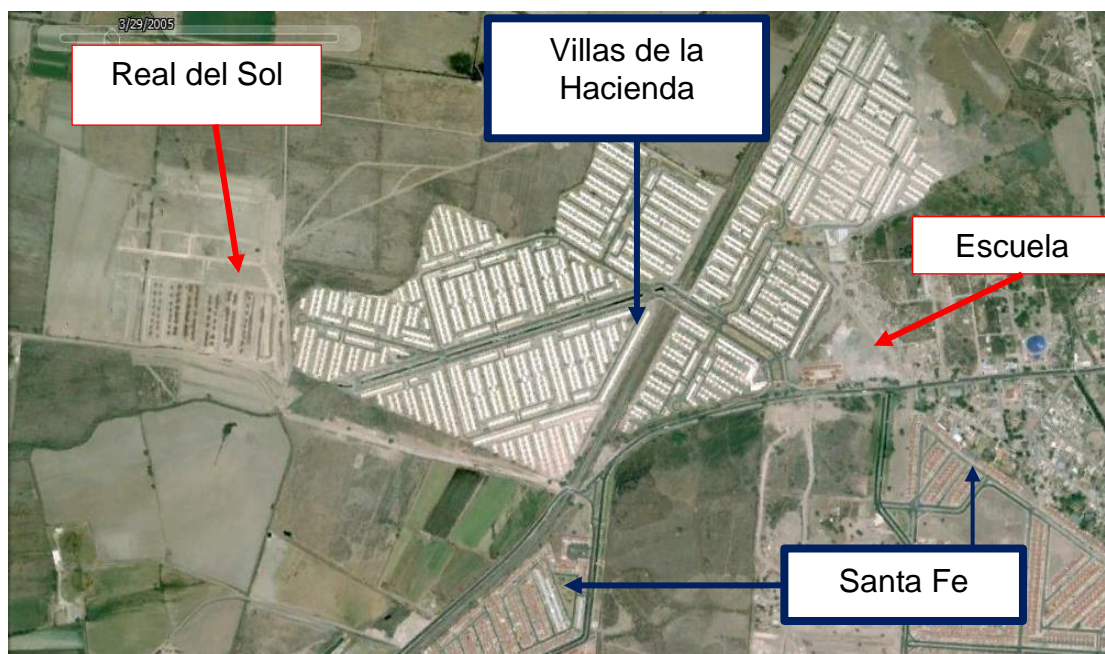 3/29/2005
Real del Sol
Villas de la
Hacienda
Escuela
Santa Fe